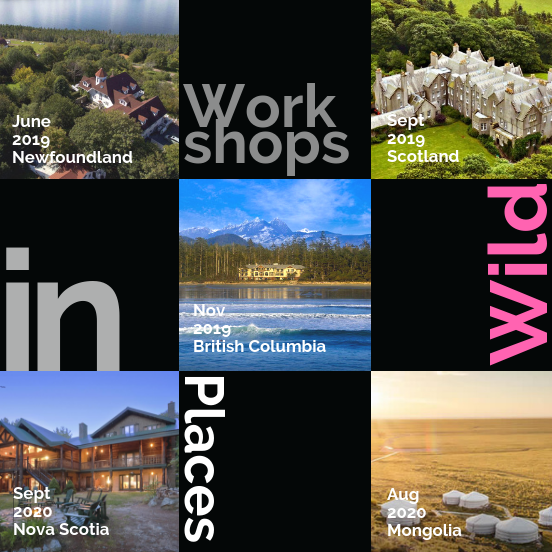 June
2019
Newfoundland
Work
shops
Sept
2019
Scotland
in
Nov
2019
British Columbia
Wild
Sept
2020
Nova Scotia
Places
Aug
2020
Mongolia